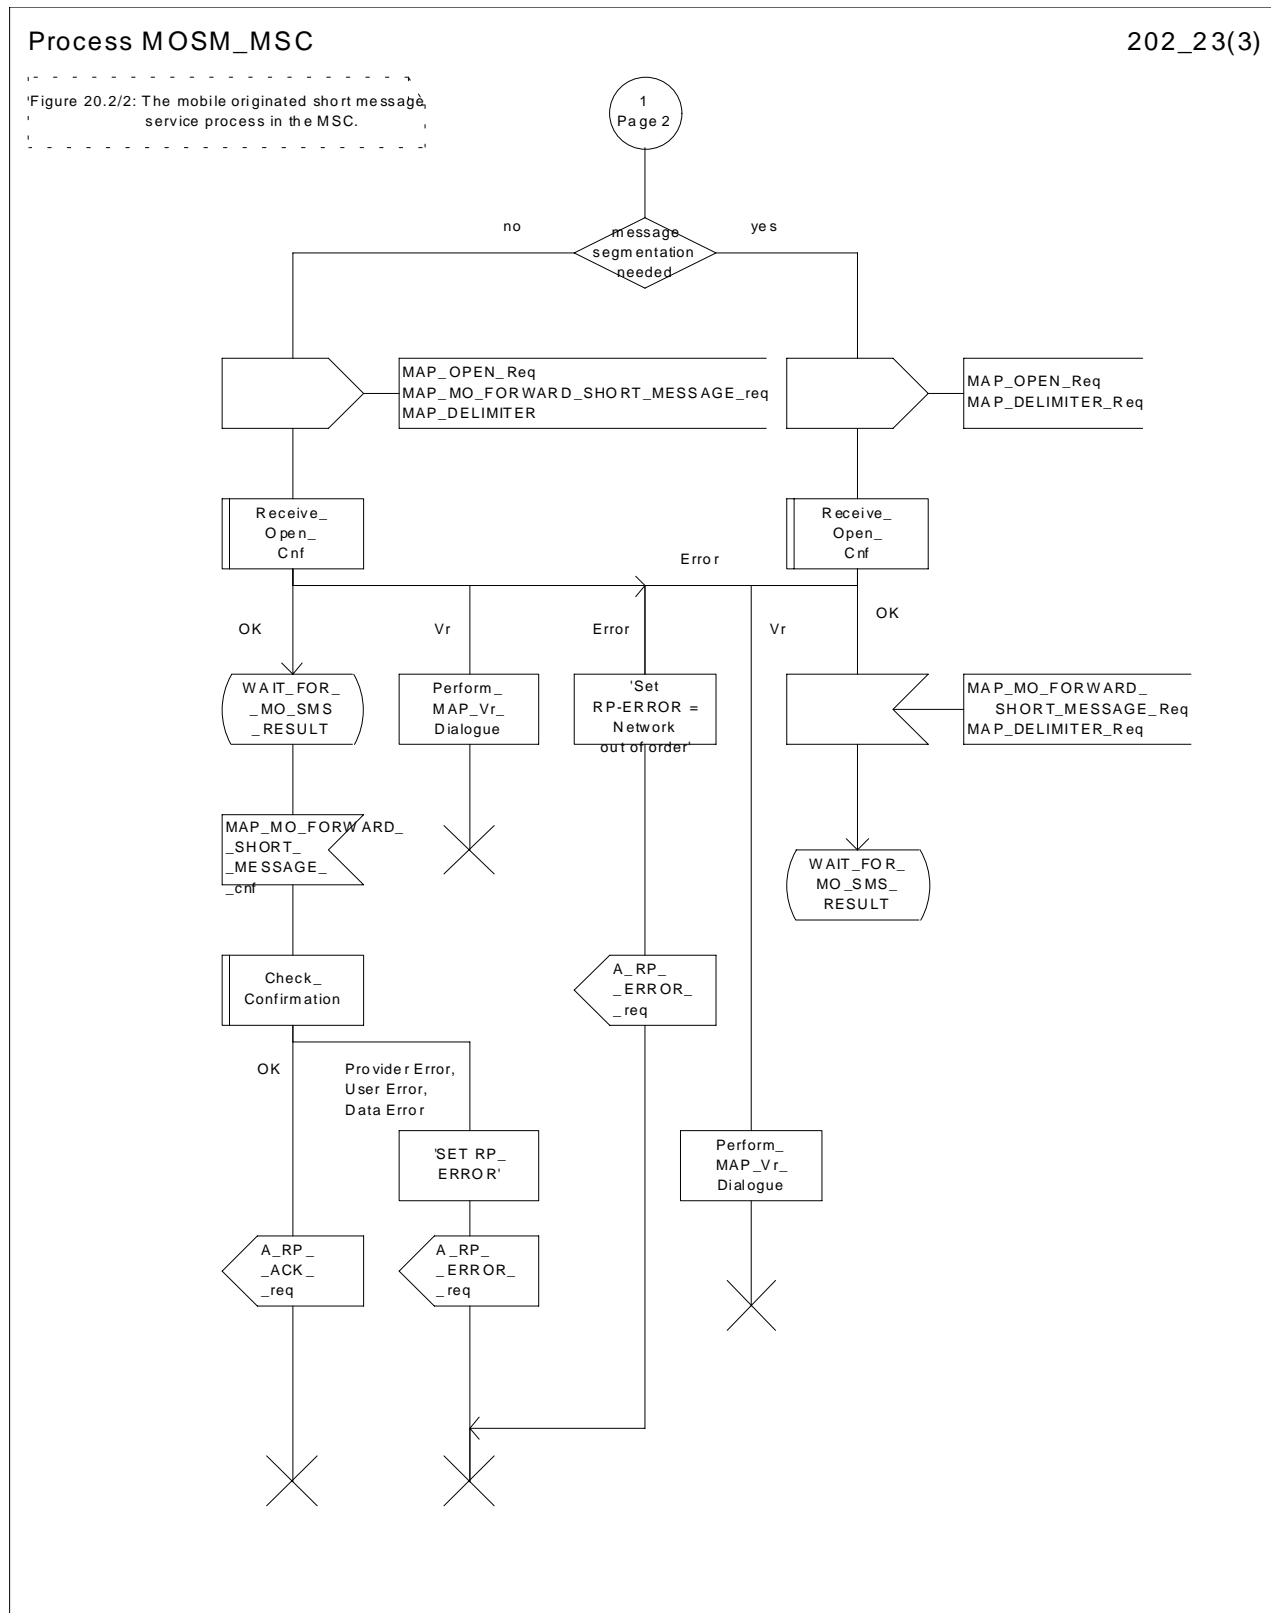 Process MOSM_MSC
202_23(3)
Figure 20.2/2: The mobile originated short message
service process in the MSC.
1
Page 2
no
yes
message
segmentation
needed
MAP_OPEN_Req
MAP_MO_FORWARD_SHORT_MESSAGE_req
MAP_DELIMITER
MAP_OPEN_Req
MAP_DELIMITER_Req
Receive_
Open_
Cnf
Receive_
Open_
Cnf
Error
OK
Vr
Error
Vr
OK
WAIT_FOR_
_MO_SMS
_RESULT
Perform_
MAP_Vr_
Dialogue
'Set
RP-ERROR =
Network
out of order'
MAP_MO_FORWARD_
SHORT_MESSAGE_Req
MAP_DELIMITER_Req
MAP_MO_FORWARD_
_SHORT_
_MESSAGE_
_cnf
WAIT_FOR_
MO_SMS_
RESULT
Check_
Confirmation
A_RP_
_ERROR_
_req
OK
Provider Error,
User Error,
Data Error
'SET RP_
ERROR'
Perform_
MAP_Vr_
Dialogue
A_RP_
_ACK_
_req
A_RP_
_ERROR_
_req